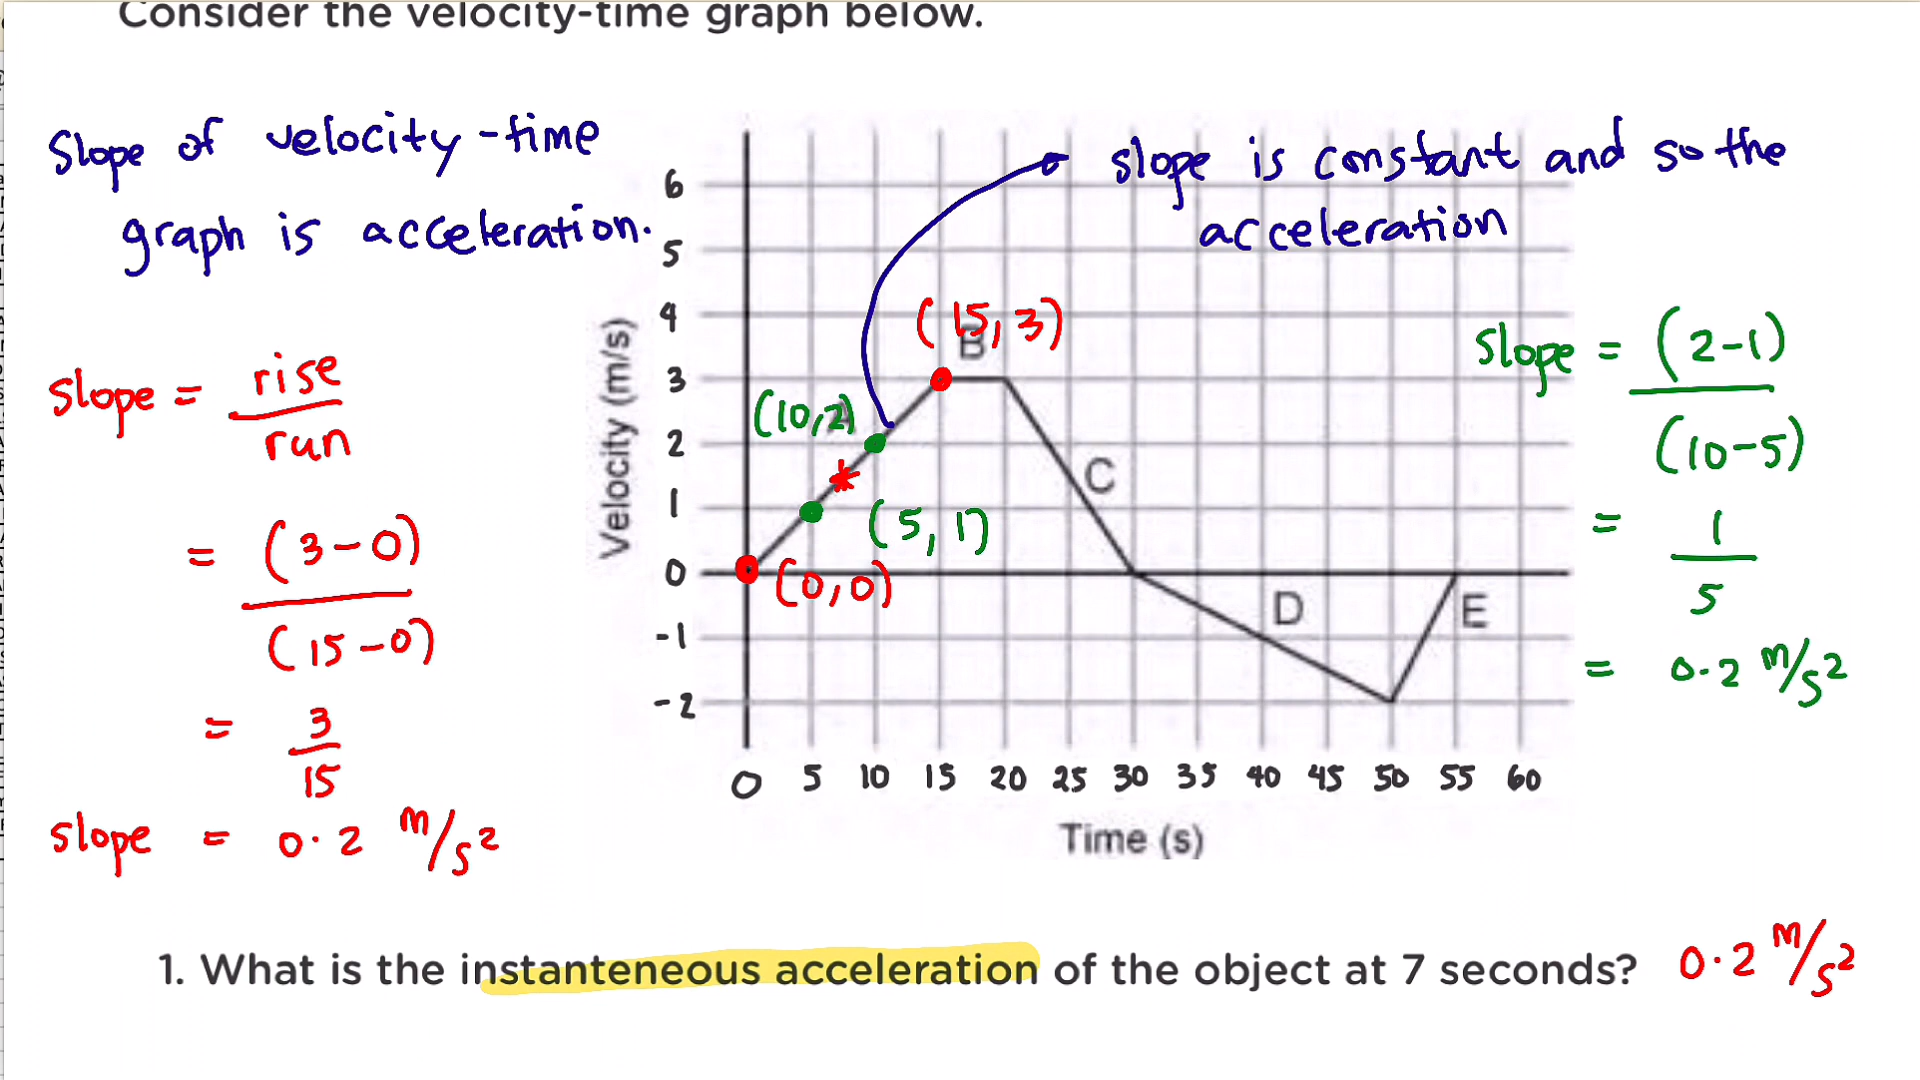 Consider the velocity-time graph below.
Slope of velocity-time
graph is acceleration.
slope is constant and so the
acceleration
slope = rise
run
= (3-0)
(15-0)
= 3
15
slope = 0.2 m/s²
Velocity (m/s)
6
5
4
3
2
1
0
-1
-2
(15,3)
B
(10,2)
A
(5,1)
(0,0)
C
D
E
0 5 10 15 20 25 30 35 40 45 50 55 60
Time (s)
slope = (2-1)
(10-5)
= 1
5
= 0.2 m/s²
1. What is the instanteneous acceleration of the object at 7 seconds? 0.2 m/s²